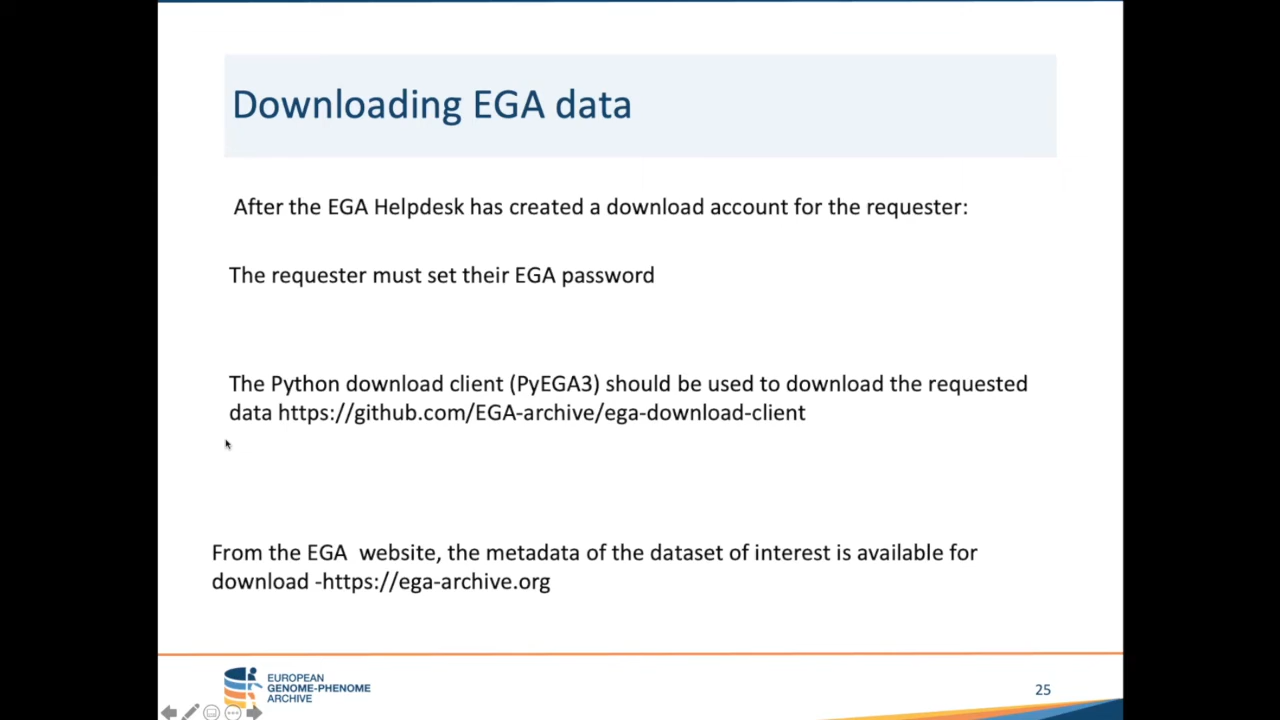 Downloading EGA data
After the EGA Helpdesk has created a download account for the requester:
The requester must set their EGA password
The Python download client (PyEGA3) should be used to download the requested
data https://github.com/EGA-archive/ega-download-client
From the EGA  website, the metadata of the dataset of interest is available for
download -https://ega-archive.org
EUROPEAN
GENOME-PHENOME
ARCHIVE
25